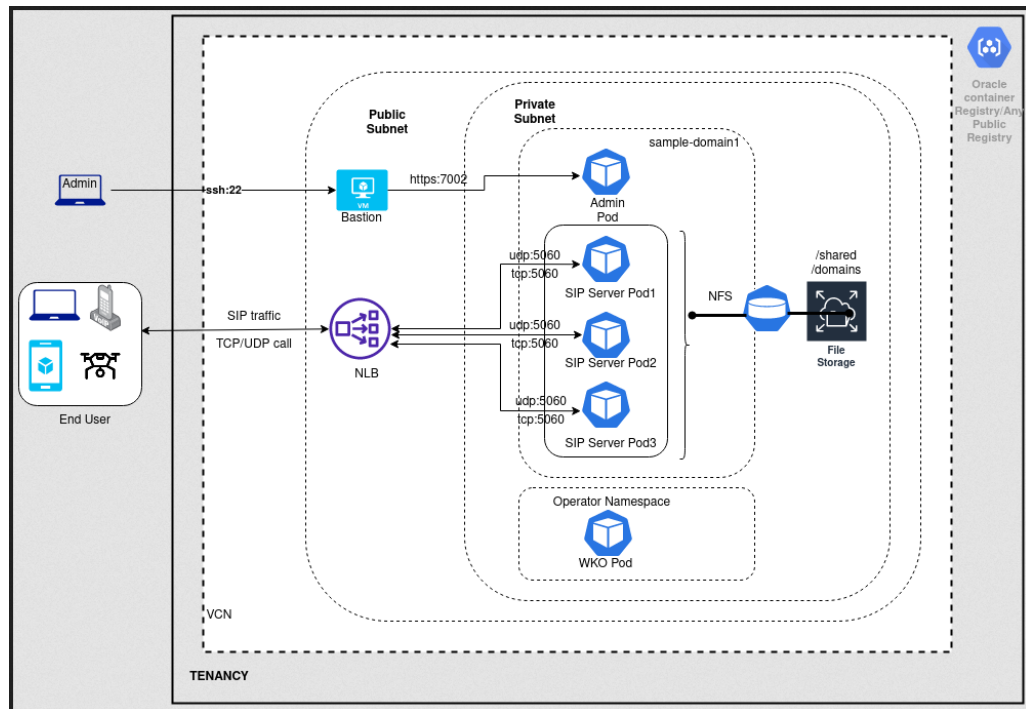 Oracle
container
Registry/Any
Public
Registry
Public
Subnet
Private
Subnet
sample-domain1
Admin
ssh:22
VM
Bastion
https:7002
Admin
Pod
udp:5060
tcp:5060
SIP Server Pod1
/shared
/domains
NFS
File
Storage
SIP traffic
TCP/UDP call
NLB
udp:5060
tcp:5060
SIP Server Pod2
udp:5060
tcp:5060
SIP Server Pod3
End User
Operator Namespace
WKO Pod
VCN
TENANCY